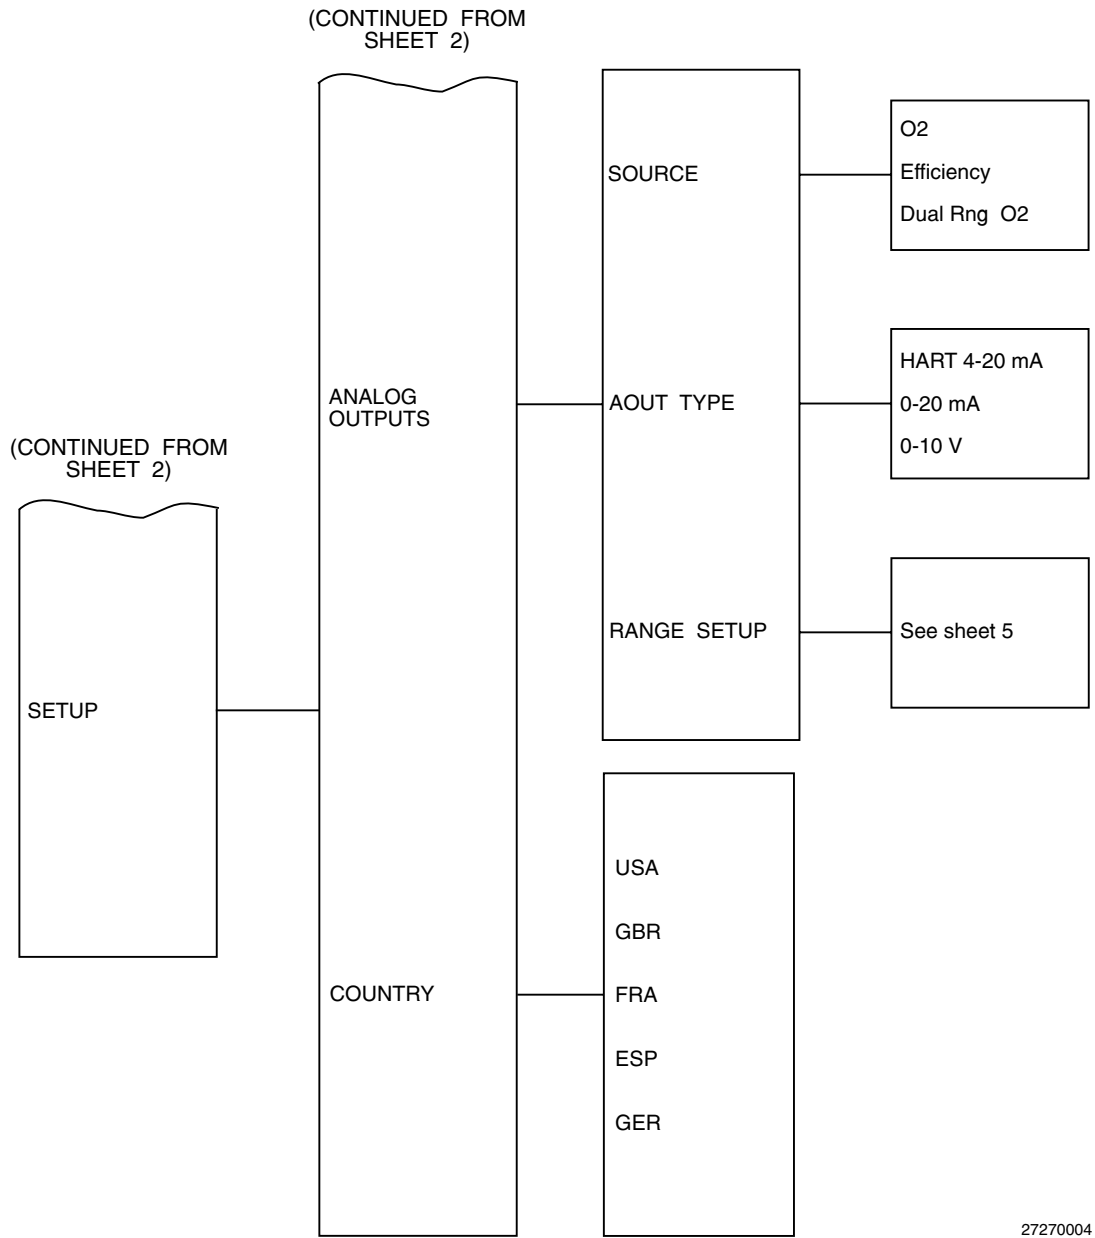 (CONTINUED FROM
SHEET 2)
SOURCE
O2
Efficiency
Dual Rng O2
ANALOG
OUTPUTS
AOUT TYPE
HART 4-20 mA
0-20 mA
0-10 V
(CONTINUED FROM
SHEET 2)
RANGE SETUP
See sheet 5
SETUP
COUNTRY
USA
GBR
FRA
ESP
GER
27270004